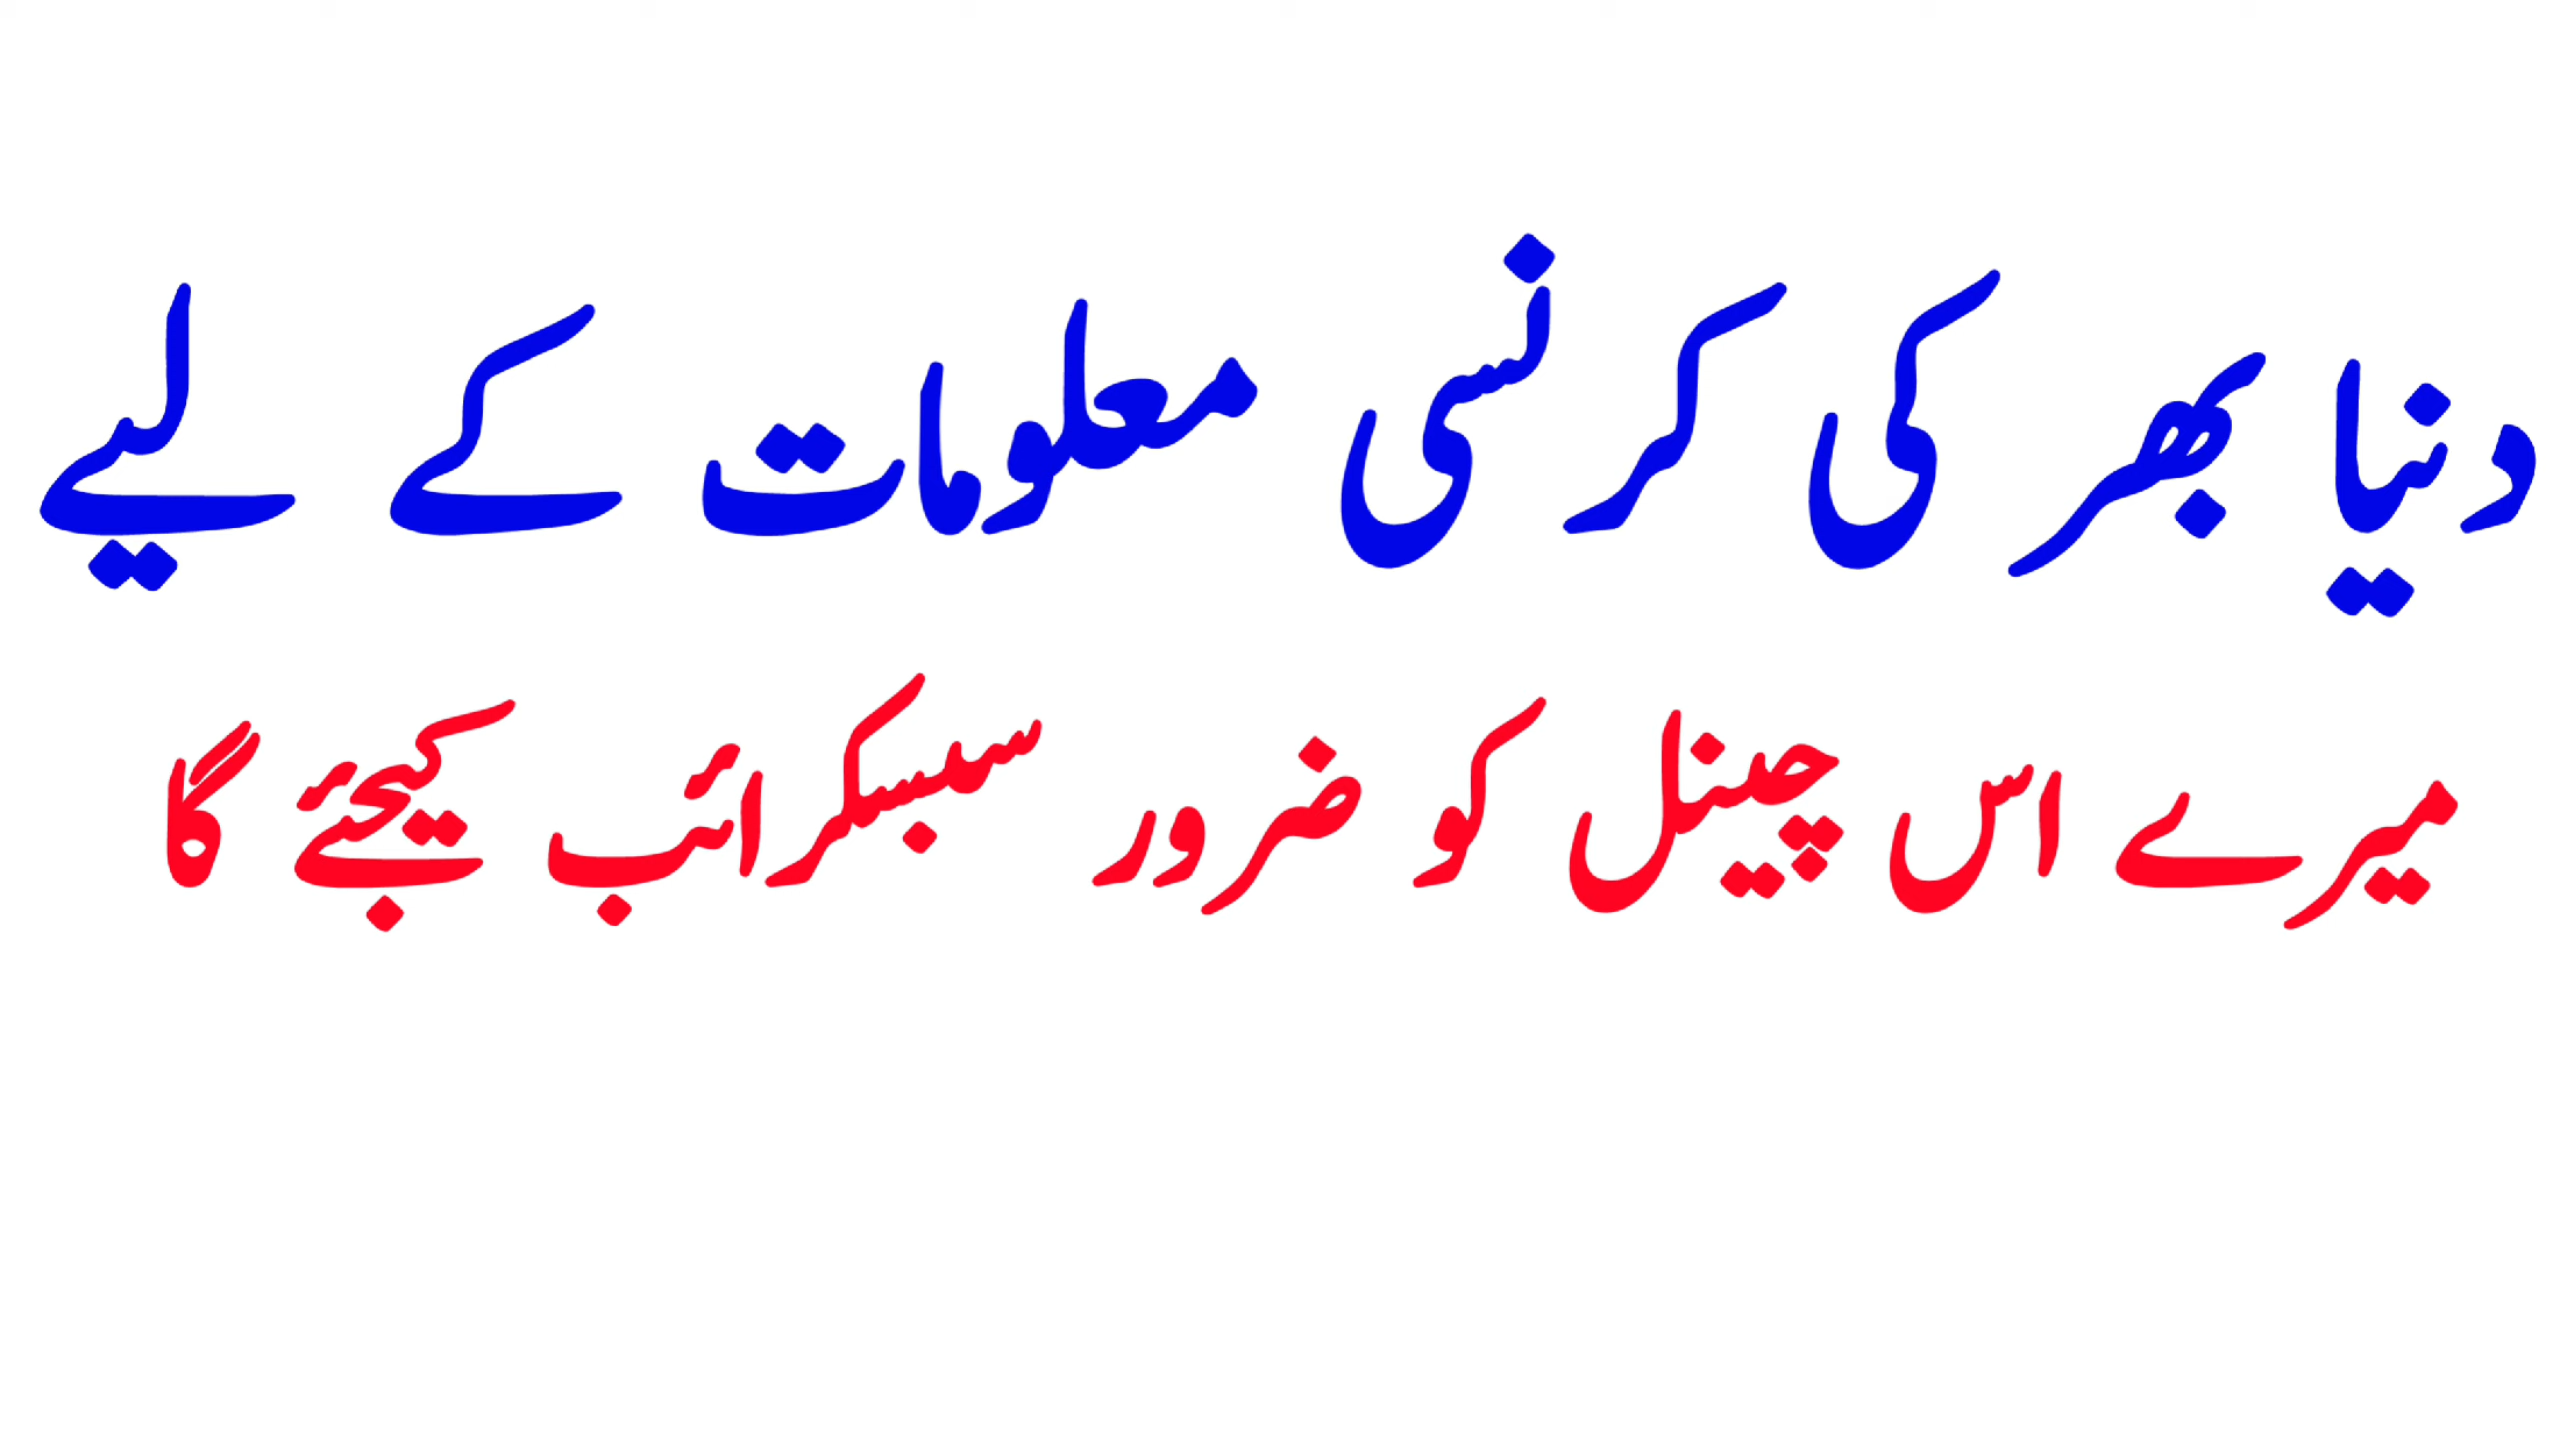 دنیا بھر کی کرنسی معلومات کے لیے
میرے اس چینل کو ضرور سبسکرائب کیجئے گا